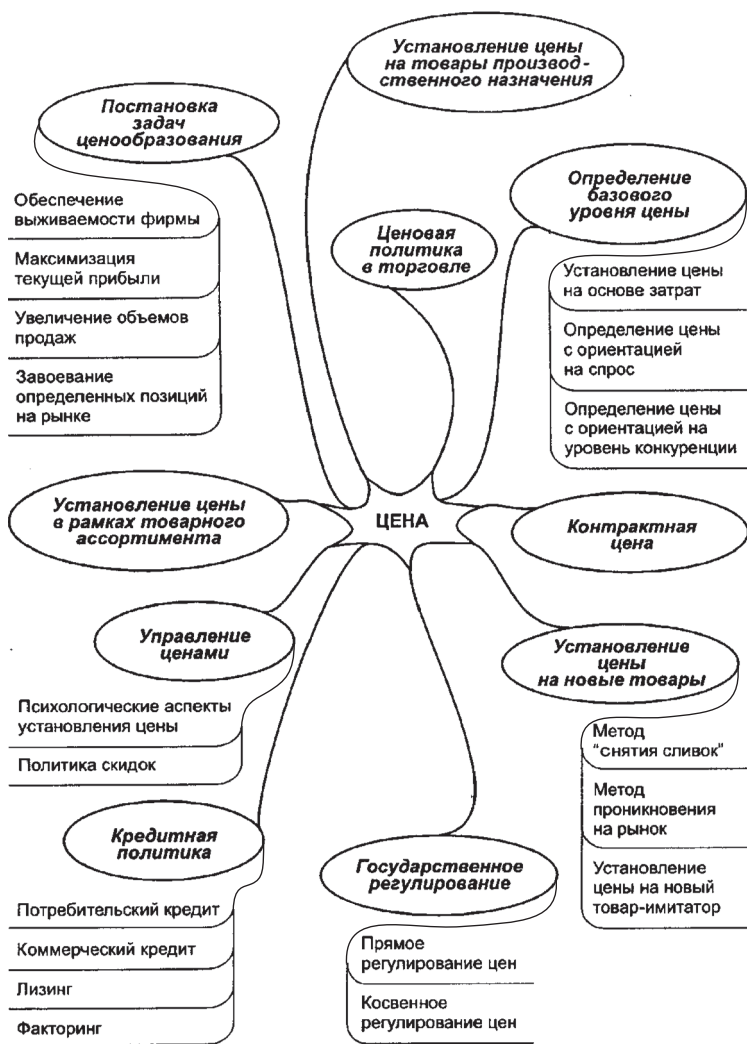 Установление цены
на товары производ-
ственного назначения
Постановка
задач
ценообразования
Обеспечение
выживаемости фирмы
Максимизация
текущей прибыли
Увеличение объемов
продаж
Завоевание
определенных позиций
на рынке
Ценовая
политика
в торговле
Определение
базового
уровня цены
Установление цены
на основе затрат
Определение цены
с ориентацией
на спрос
Определение цены
с ориентацией на
уровень конкуренции
Установление цены
в рамках товарного
ассортимента
ЦЕНА
Контрактная
цена
Управление
ценами
Психологические аспекты
установления цены
Политика скидок
Установление
цены
на новые товары
Метод
"снятия сливок"
Метод
проникновения
на рынок
Установление
цены на новый
товар-имитатор
Кредитная
политика
Потребительский кредит
Коммерческий кредит
Лизинг
Факторинг
Государственное
регулирование
Прямое
регулирование цен
Косвенное
регулирование цен